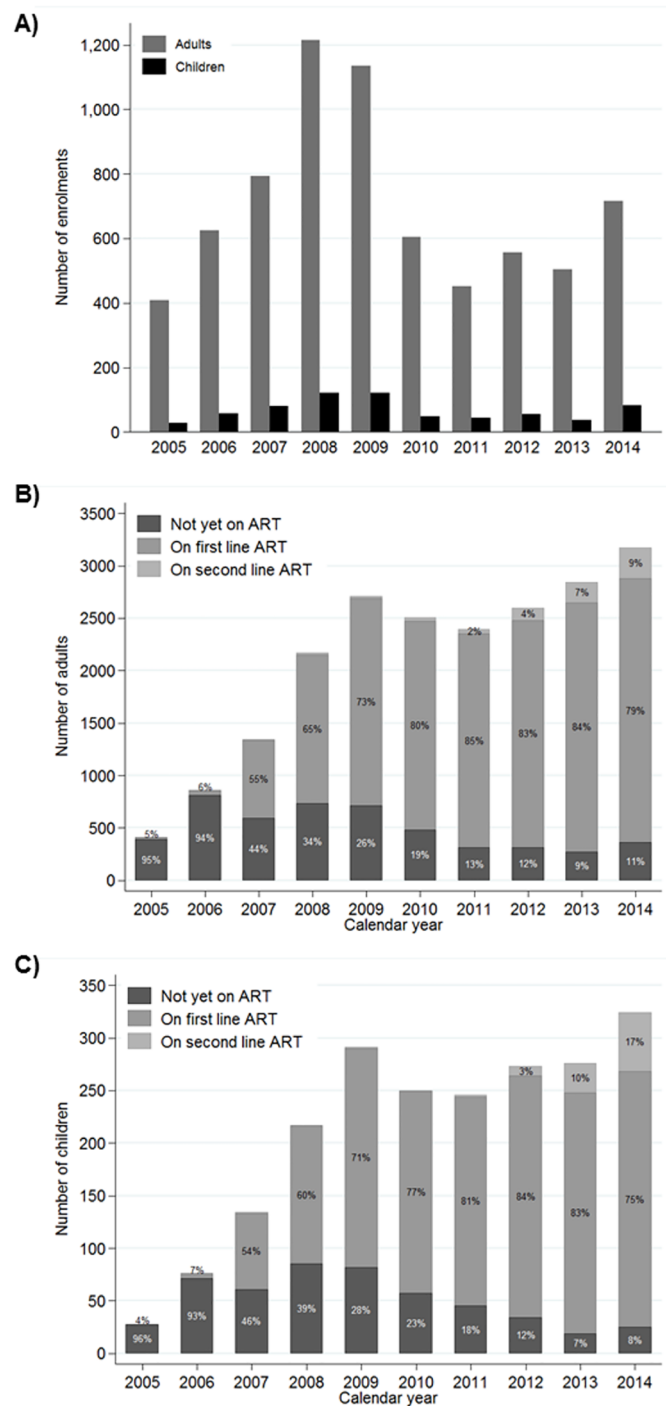 A)
Adults
Children
Number of enrolments
1,200
1,000
800
600
400
200
0
2005 2006 2007 2008 2009 2010 2011 2012 2013 2014
B)
Not yet on ART
On first line ART
On second line ART
Number of adults
3500
3000
2500
2000
1500
1000
500
0
5% 6% 55% 65% 73% 80% 2% 4% 7% 9%
85% 83% 84% 79%
95% 94% 44% 34% 26% 19% 13% 12% 9% 11%
2005 2006 2007 2008 2009 2010 2011 2012 2013 2014
Calendar year
C)
Not yet on ART
On first line ART
On second line ART
Number of children
350
300
250
200
150
100
50
0
4% 7% 54% 60% 71% 77% 81% 3% 10% 17%
84% 83% 75%
96% 93% 46% 39% 28% 23% 18% 12% 7% 8%
2005 2006 2007 2008 2009 2010 2011 2012 2013 2014
Calendar year